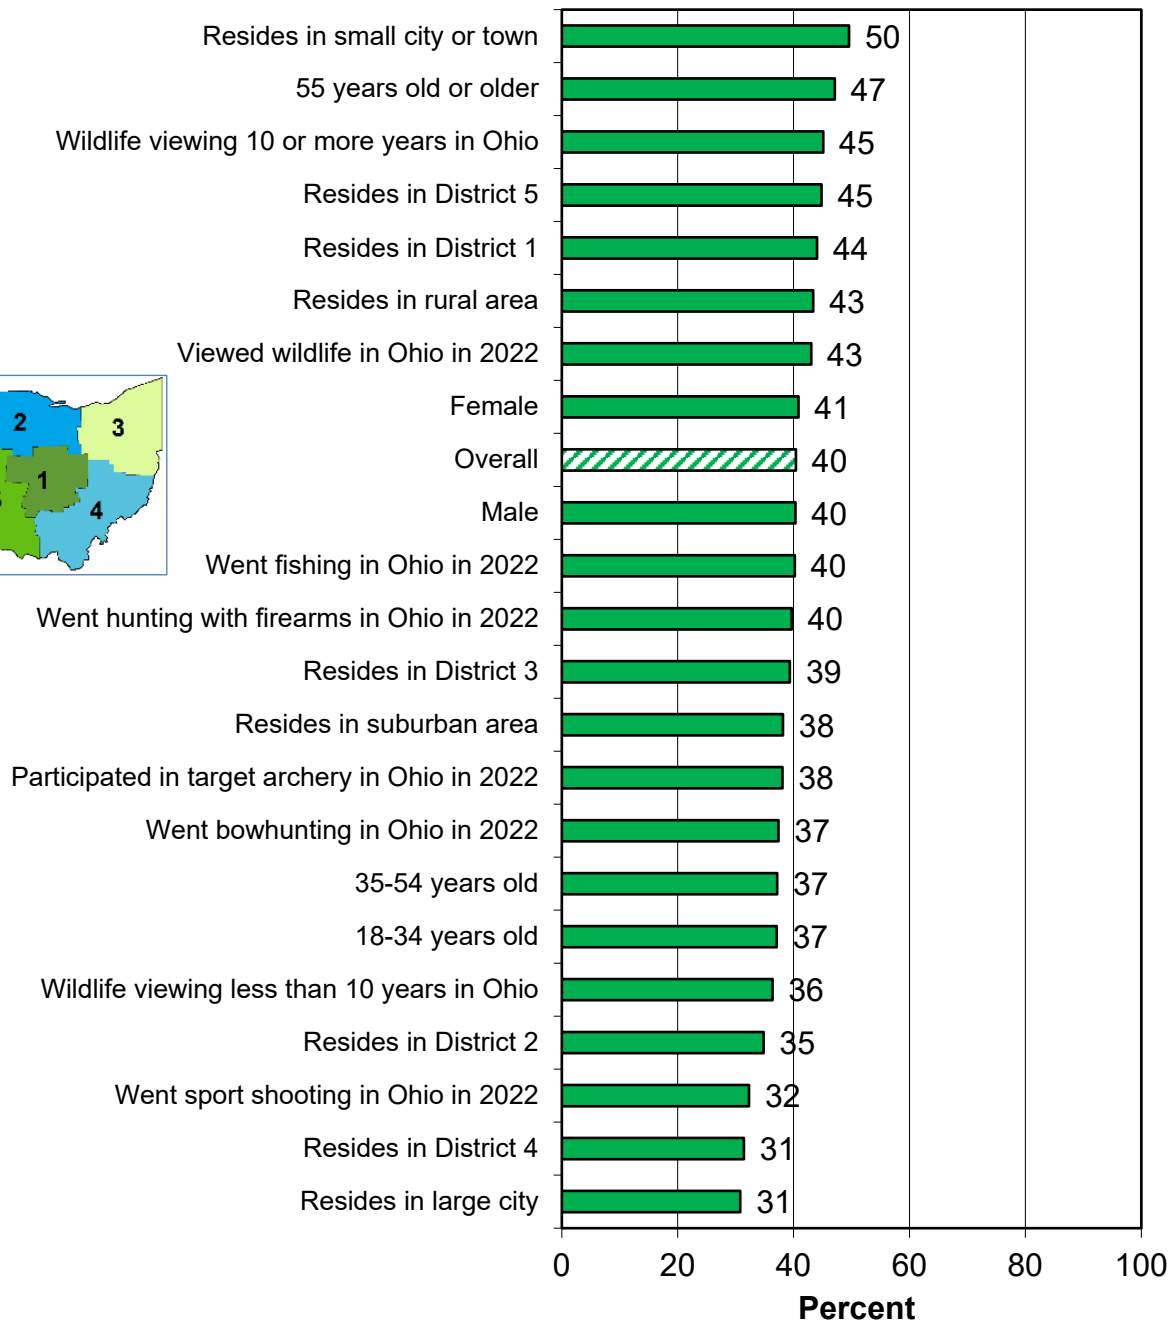 Resides in small city or town 50
55 years old or older 47
Wildlife viewing 10 or more years in Ohio 45
Resides in District 5 45
Resides in District 1 44
Resides in rural area 43
Viewed wildlife in Ohio in 2022 43
Female 41
Overall 40
Male 40
Went fishing in Ohio in 2022 40
Went hunting with firearms in Ohio in 2022 40
Resides in District 3 39
Resides in suburban area 38
Participated in target archery in Ohio in 2022 38
Went bowhunting in Ohio in 2022 37
35-54 years old 37
18-34 years old 37
Wildlife viewing less than 10 years in Ohio 36
Resides in District 2 35
Went sport shooting in Ohio in 2022 32
Resides in District 4 31
Resides in large city 31
0 20 40 60 80 100
Percent
2
3
1
4